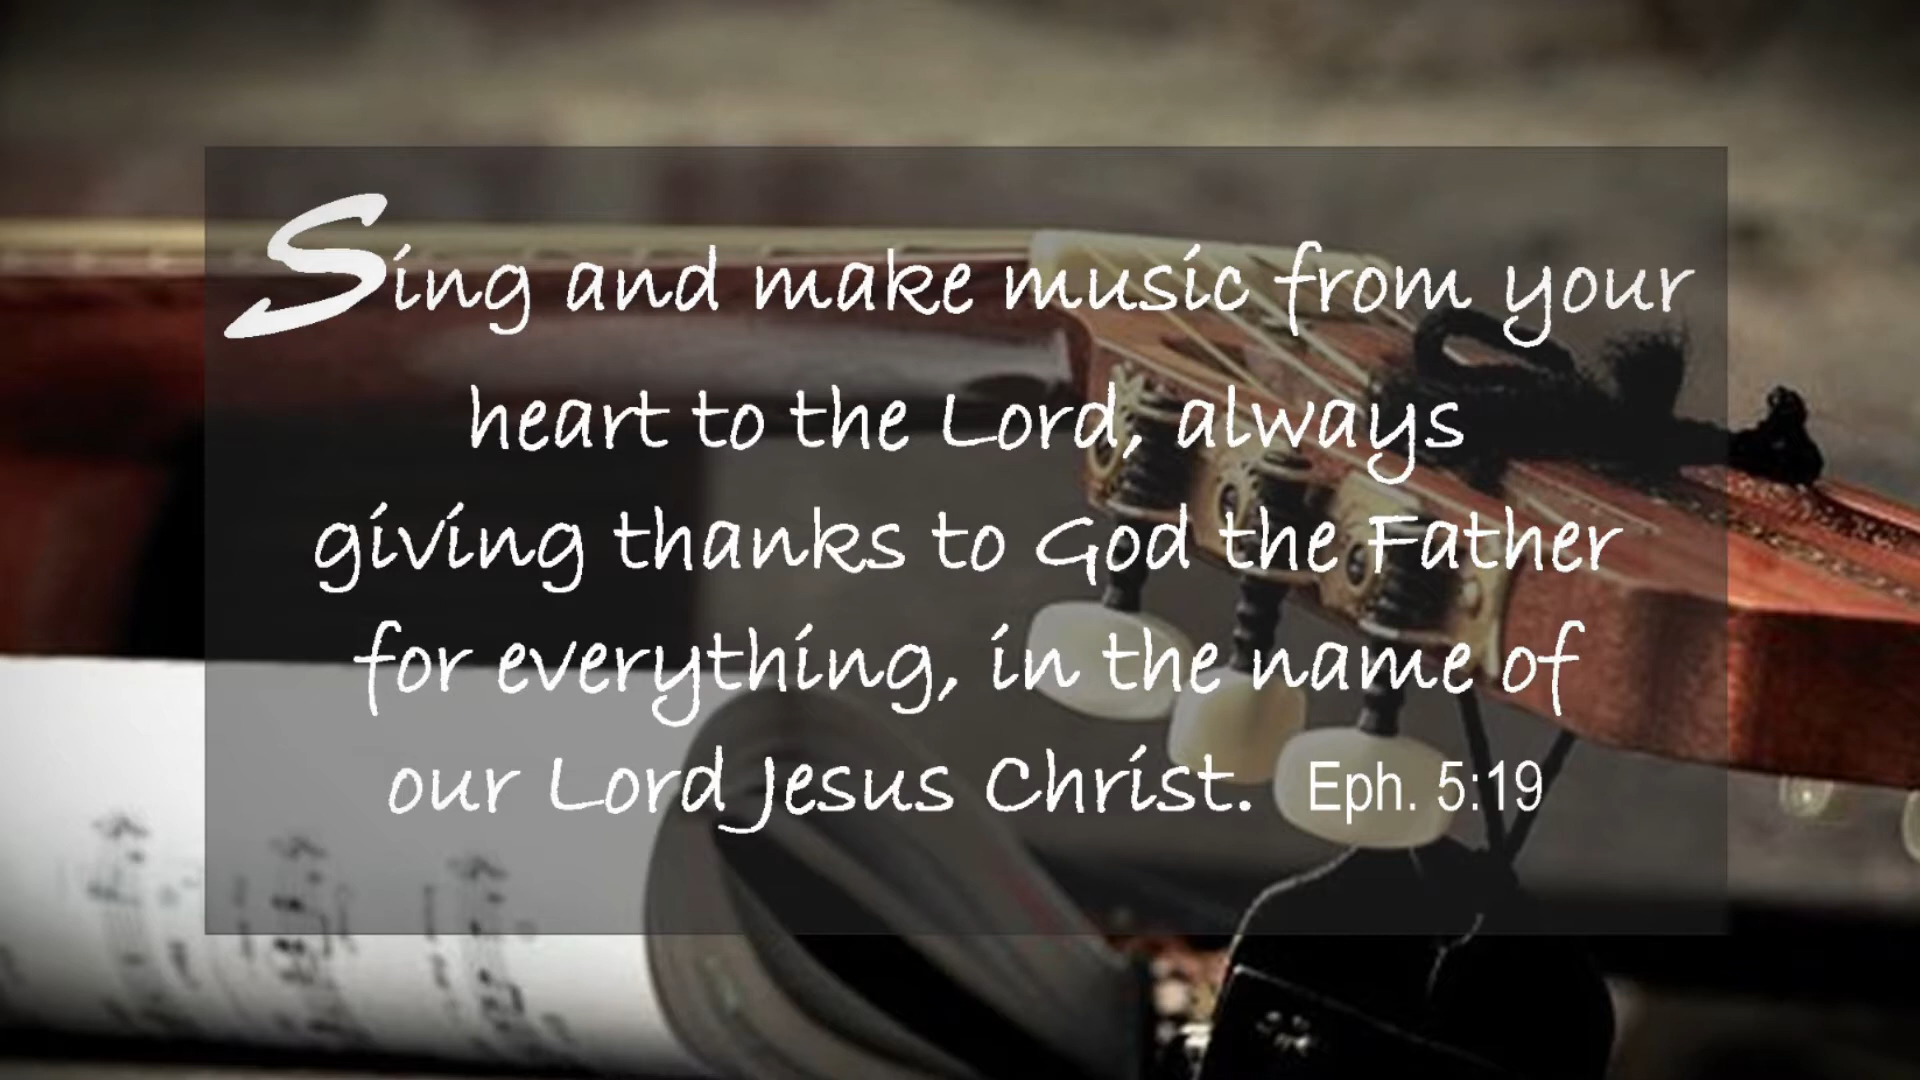 Sing and make music from your
heart to the Lord, always
giving thanks to God the Father
for everything, in the name of
our Lord Jesus Christ. Eph. 5:19